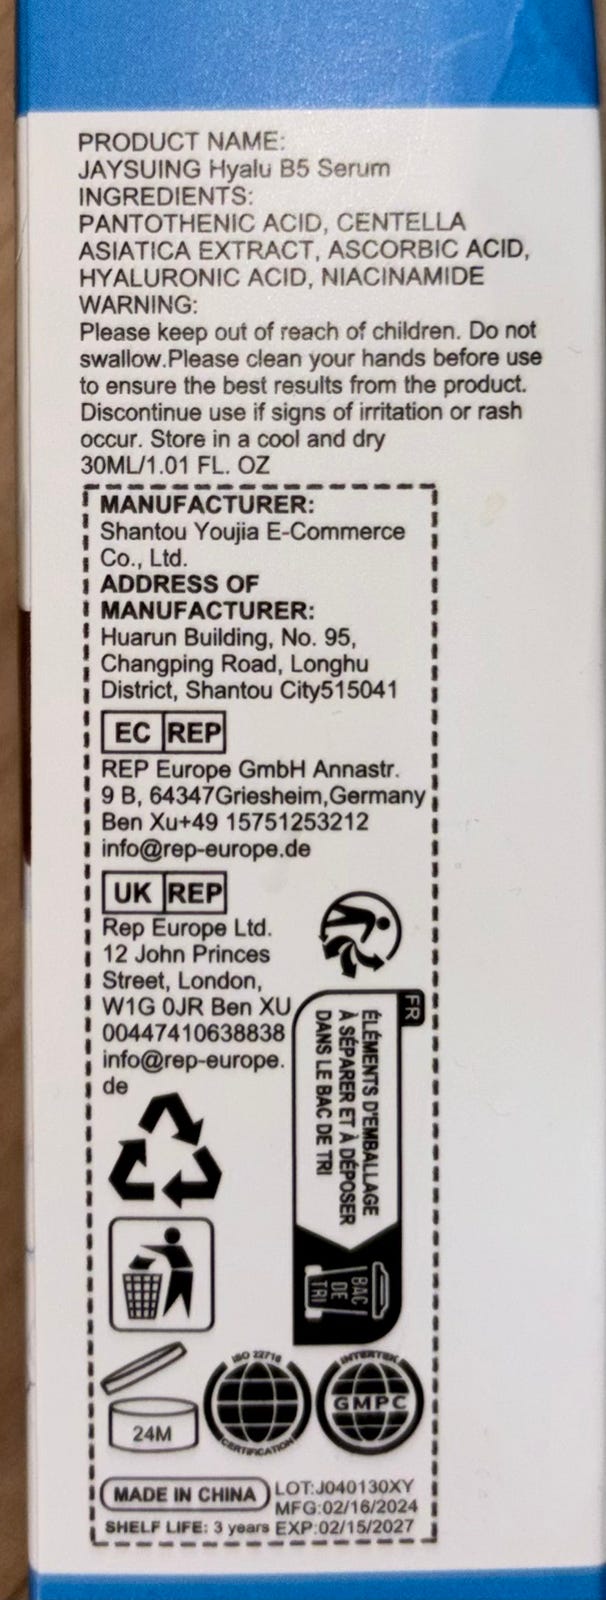 PRODUCT NAME:
JAYSUING Hyalu B5 Serum
INGREDIENTS:
PANTOTHENIC ACID, CENTELLA
ASIATICA EXTRACT, ASCORBIC ACID,
HYALURONIC ACID, NIACINAMIDE
WARNING:
Please keep out of reach of children. Do not
swallow.Please clean your hands before use
to ensure the best results from the product.
Discontinue use if signs of irritation or rash
occur. Store in a cool and dry
30ML/1.01 FL. OZ
MANUFACTURER:
Shantou Youjia E-Commerce
Co., Ltd.
ADDRESS OF
MANUFACTURER:
Huarun Building, No. 95,
Changping Road, Longhu
District, Shantou City515041
EC REP
REP Europe GmbH Annastr.
9 B, 64347Griesheim,Germany
Ben Xu+49 15751253212
info@rep-europe.de
UK REP
Rep Europe Ltd.
12 John Princes
Street, London,
W1G 0JR Ben XU
00447410638838
info@rep-europe.
de
FR
ÉLÉMENTS D'EMBALLAGE
À SÉPARER ET À DÉPOSER
DANS LE BAC DE TRI
BAC
DE
TRI
24M
ISO 22716
CERTIFICATION
INTERTEK
GMPC
MADE IN CHINA
LOT:J040130XY
MFG:02/16/2024
SHELF LIFE: 3 years EXP:02/15/2027